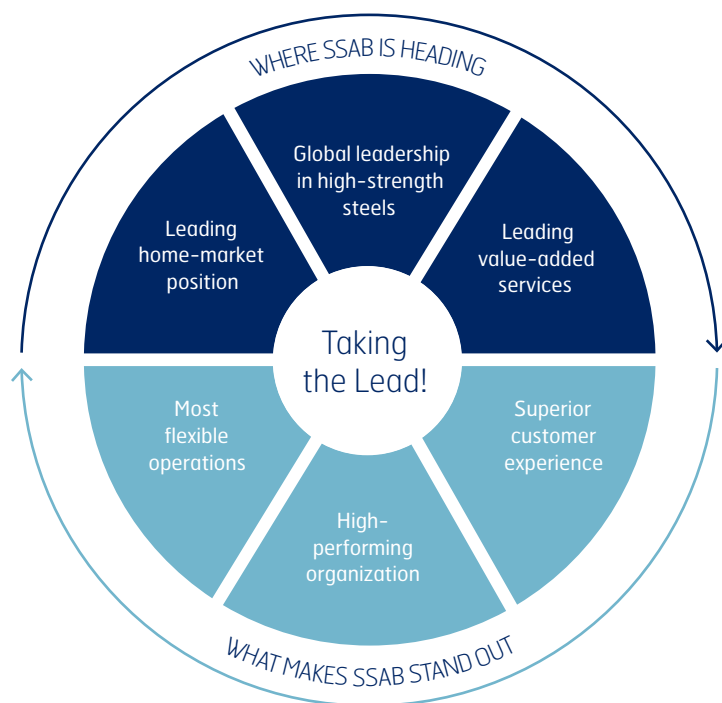 WHERE SSAB IS HEADING
Global leadership
in high-strength
steels
Leading
home-market
position
Leading
value-added
services
Taking
the Lead!
Most
flexible
operations
Superior
customer
experience
High-
performing
organization
WHAT MAKES SSAB STAND OUT